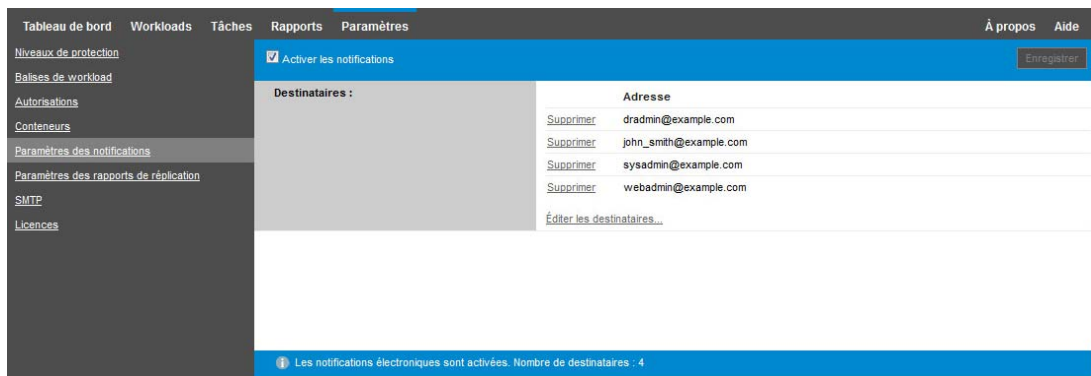 Tableau de bord Workloads Tâches Rapports Paramètres À propos Aide
Niveaux de protection
Balises de workload
Autorisations
Conteneurs
Paramètres des notifications
Paramètres des rapports de réplication
SMTP
Licences
Activer les notifications Enregistrer
Destinataires :
Adresse
Supprimer dradmin@example.com
Supprimer john_smith@example.com
Supprimer sysadmin@example.com
Supprimer webadmin@example.com
Éditer les destinataires...
Les notifications électroniques sont activées. Nombre de destinataires : 4